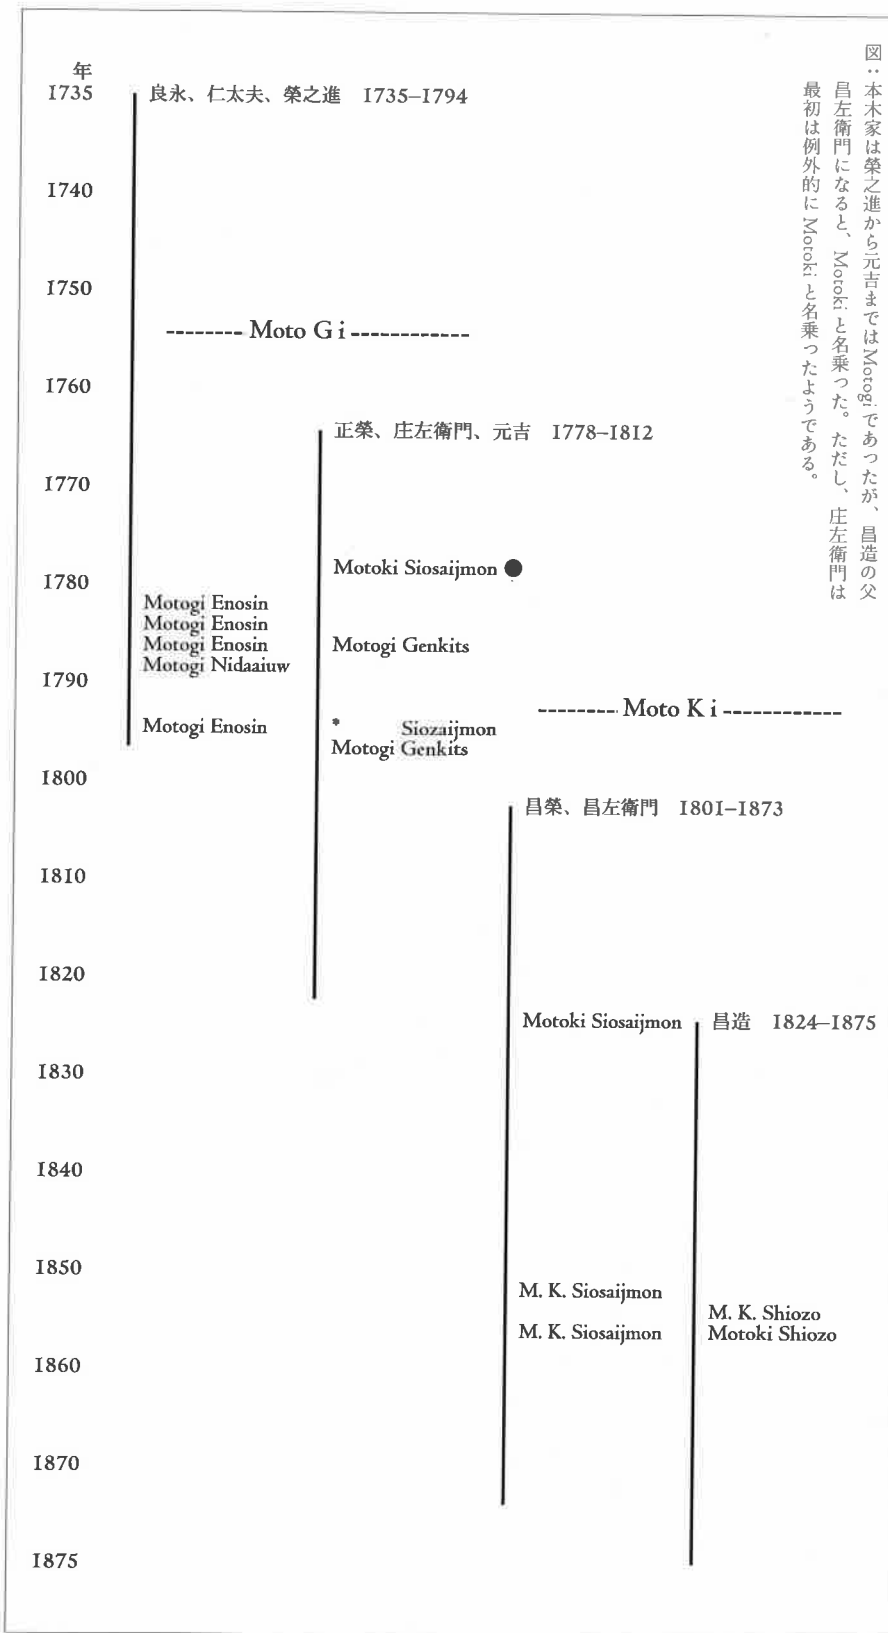 図：本木家は榮之進から元吉まではMotogiであったが、昌造の父
昌左衛門になると、Motokiと名乗った。ただし、庄左衛門は
最初は例外的にMotokiと名乗ったようである。
年
1735
良永、仁太夫、榮之進 1735–1794
1740
1750
-------- Moto G i------------
1760
正榮、庄左衛門、元吉 1778–1812
1770
Motoki Siosaijmon ●
1780
Motogi Enosin
Motogi Enosin
Motogi Enosin
Motogi Genkits
Motogi Nidaaiuw
1790
-------- Moto K i------------
Motogi Enosin
* Siozaijmon
Motogi Genkits
1800
昌榮、昌左衛門 1801–1873
1810
1820
Motoki Siosaijmon
昌造 1824–1875
1830
1840
1850
M. K. Siosaijmon
M. K. Shiozo
M. K. Siosaijmon
Motoki Shiozo
1860
1870
1875